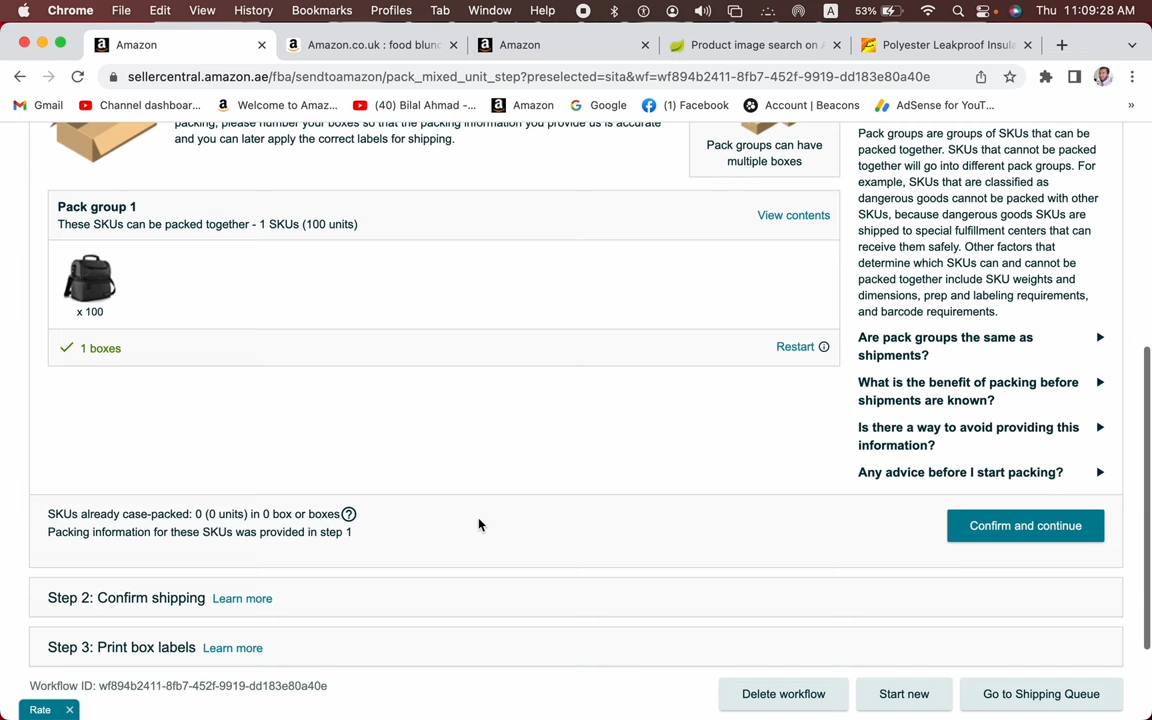 Chrome File Edit View History Bookmarks Profiles Tab Window Help A 53% Thu 11:09:28 AM
Amazon Amazon.co.uk : food blun Amazon Product image search on A Polyester Leakproof Insula
sellercentral.amazon.ae/fba/sendtoamazon/pack_mixed_unit_step?preselected=sita&wf=wf894b2411-8fb7-452f-9919-dd183e80a40e
Gmail Channel dashboar... Welcome to Amaz... (40) Bilal Ahmad -... Amazon Google (1) Facebook Account | Beacons AdSense for YouT... »
packing, please number your boxes so that the packing information you provide us is accurate
and you can later apply the correct labels for shipping.
Pack groups can have
multiple boxes
Pack group 1
These SKUs can be packed together - 1 SKUs (100 units)
View contents
x 100
1 boxes
Restart
Pack groups are groups of SKUs that can be
packed together. SKUs that cannot be packed
together will go into different pack groups. For
example, SKUs that are classified as
dangerous goods cannot be packed with other
SKUs, because dangerous goods SKUs are
shipped to special fulfillment centers that can
receive them safely. Other factors that
determine which SKUs can and cannot be
packed together include SKU weights and
dimensions, prep and labeling requirements,
and barcode requirements.
Are pack groups the same as
shipments?
What is the benefit of packing before
shipments are known?
Is there a way to avoid providing this
information?
Any advice before I start packing?
SKUs already case-packed: 0 (0 units) in 0 box or boxes
Packing information for these SKUs was provided in step 1
Confirm and continue
Step 2: Confirm shipping Learn more
Step 3: Print box labels Learn more
Workflow ID: wf894b2411-8fb7-452f-9919-dd183e80a40e
Delete workflow Start new Go to Shipping Queue
Rate